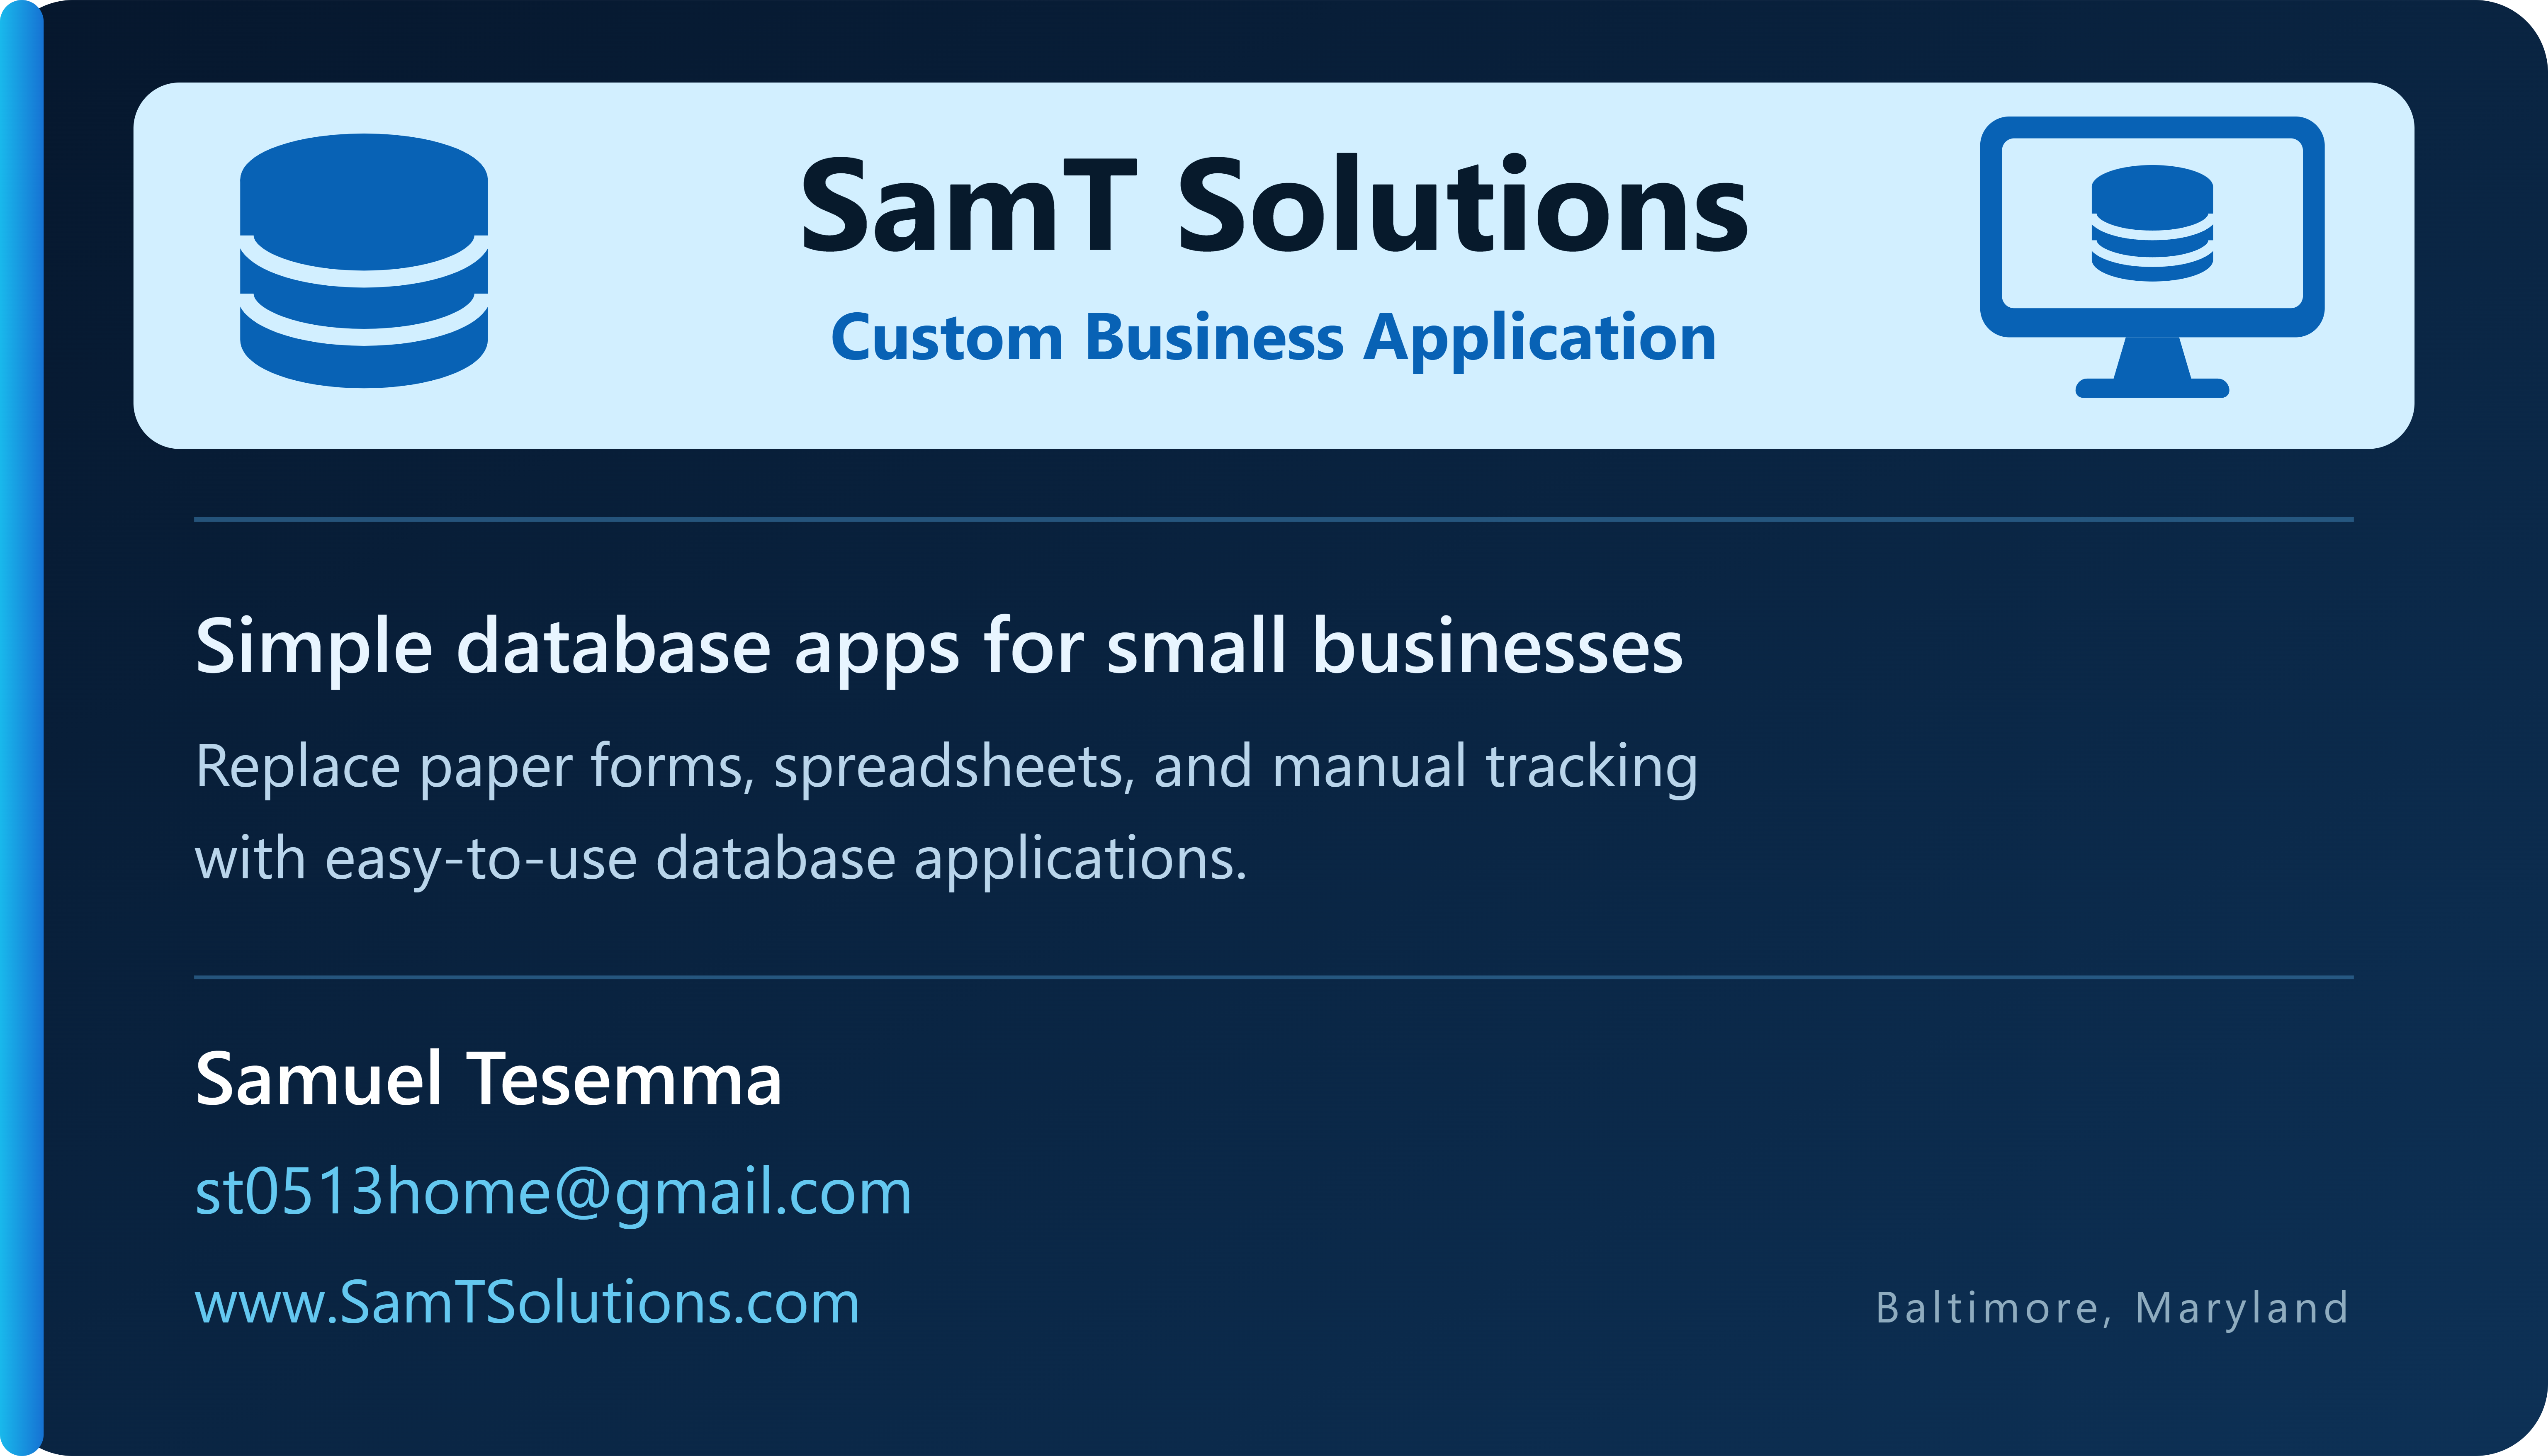 SamT Solutions
Custom Business Application
Simple database apps for small businesses
Replace paper forms, spreadsheets, and manual tracking
with easy-to-use database applications.
Samuel Tesemma
st0513home@gmail.com
www.SamTSolutions.com
Baltimore, Maryland